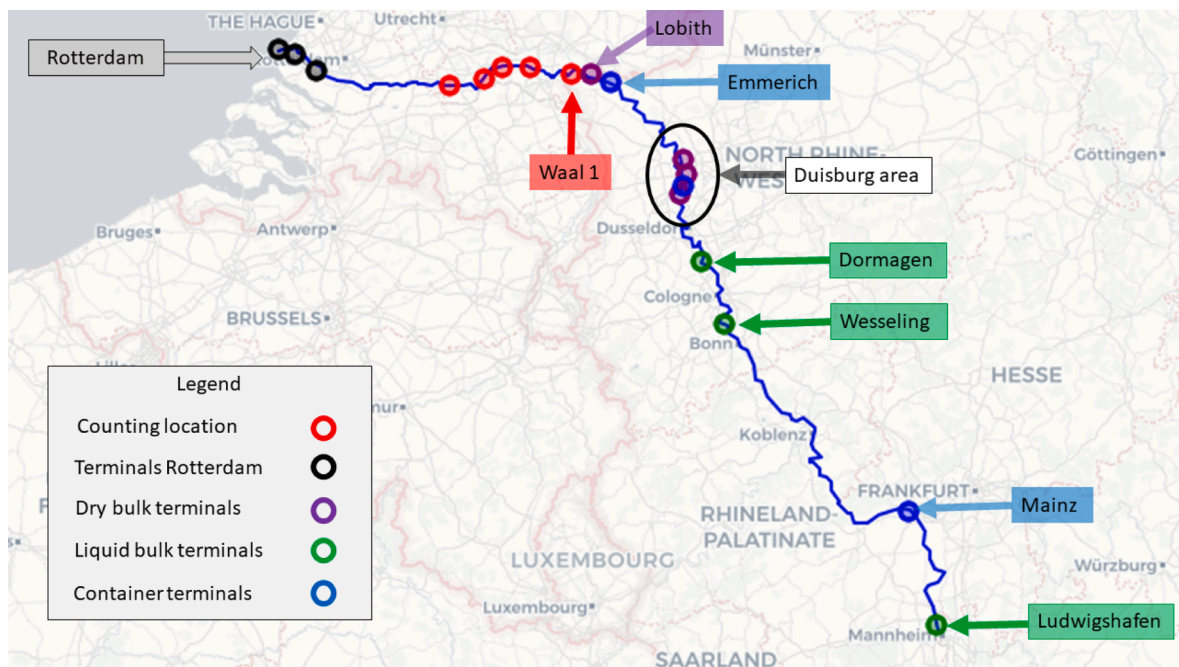 THE HAGUE
Utrecht
Lobith
Münster
Rotterdam
Emmerich
Waal 1
NORTH RHINE-
Göttingen
Duisburg area
Bruges
Antwerp
Dusseldorf
Dormagen
Cologne
BRUSSELS
Wesseling
Bonn
HESSE
Legend
Counting location
Terminals Rotterdam
Dry bulk terminals
Liquid bulk terminals
Container terminals
Koblenz
FRANKFURT
Mainz
RHINELAND-
PALATINATE
LUXEMBOURG
Würzburg
Luxembourg
Ludwigshafen
Mannheim
SAARLAND